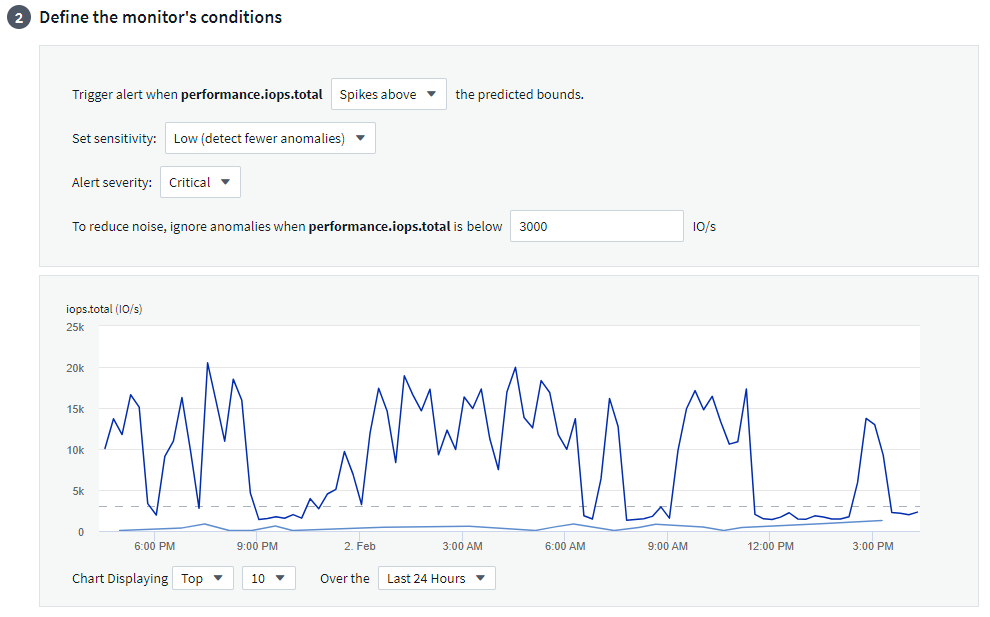 2 Define the monitor's conditions
Trigger alert when performance.iops.total Spikes above the predicted bounds.
Set sensitivity: Low (detect fewer anomalies)
Alert severity: Critical
To reduce noise, ignore anomalies when performance.iops.total is below 3000 IO/s
iops.total (IO/s)
25k
20k
15k
10k
5k
0
6:00 PM 9:00 PM 2. Feb 3:00 AM 6:00 AM 9:00 AM 12:00 PM 3:00 PM
Chart Displaying Top 10 Over the Last 24 Hours